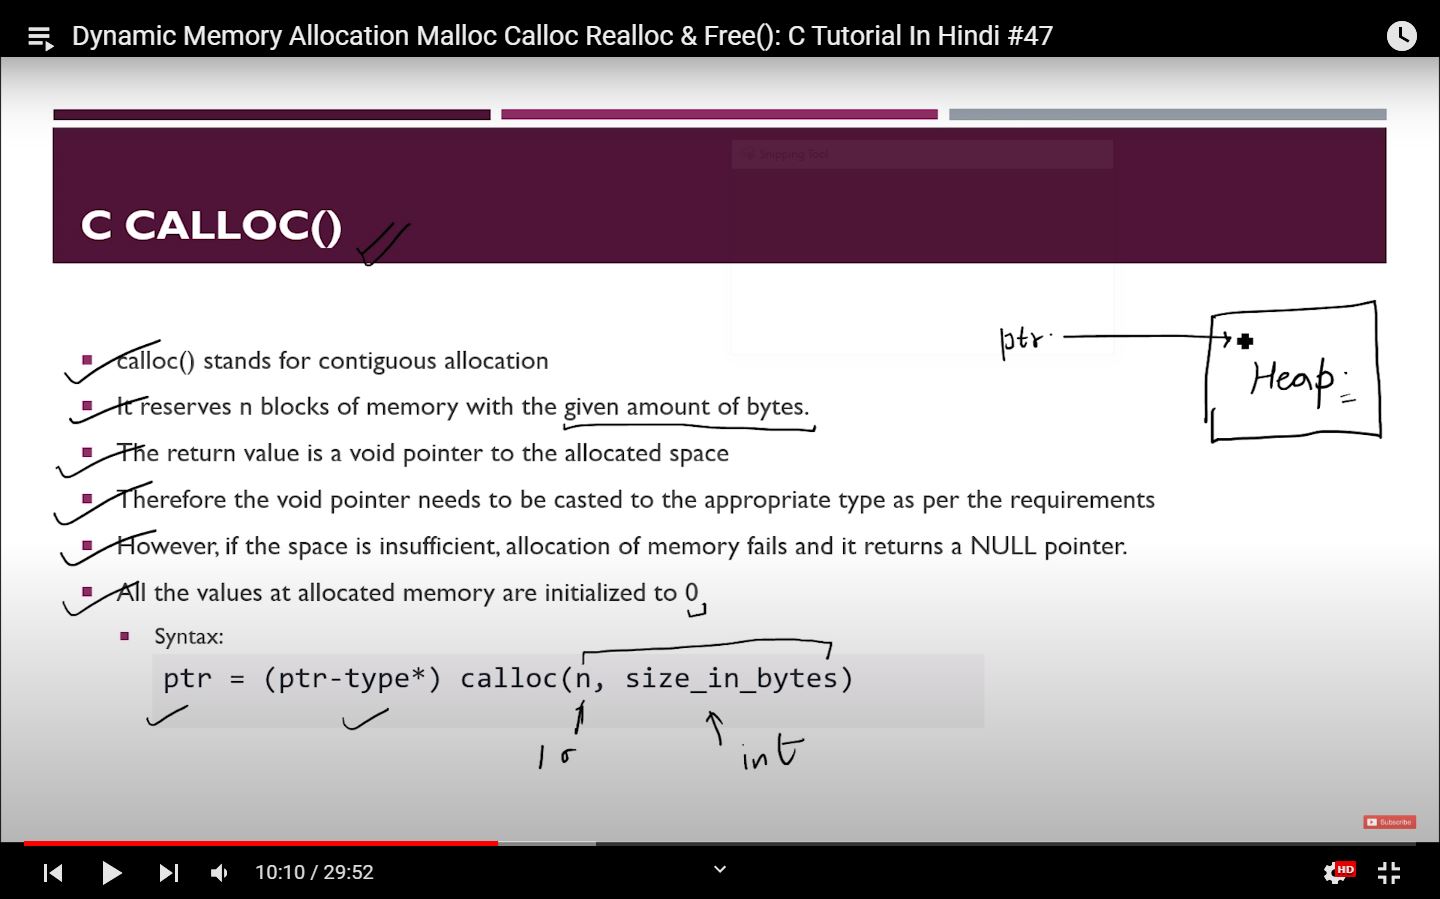 Dynamic Memory Allocation Malloc Calloc Realloc & Free(): C Tutorial In Hindi #47
Snipping Tool
C CALLOC()
ptr
Heap
calloc() stands for contiguous allocation
It reserves n blocks of memory with the given amount of bytes.
The return value is a void pointer to the allocated space
Therefore the void pointer needs to be casted to the appropriate type as per the requirements
However, if the space is insufficient, allocation of memory fails and it returns a NULL pointer.
All the values at allocated memory are initialized to 0
Syntax:
ptr = (ptr-type*) calloc(n, size_in_bytes)
10 int
Subscribe
10:10 / 29:52
HD